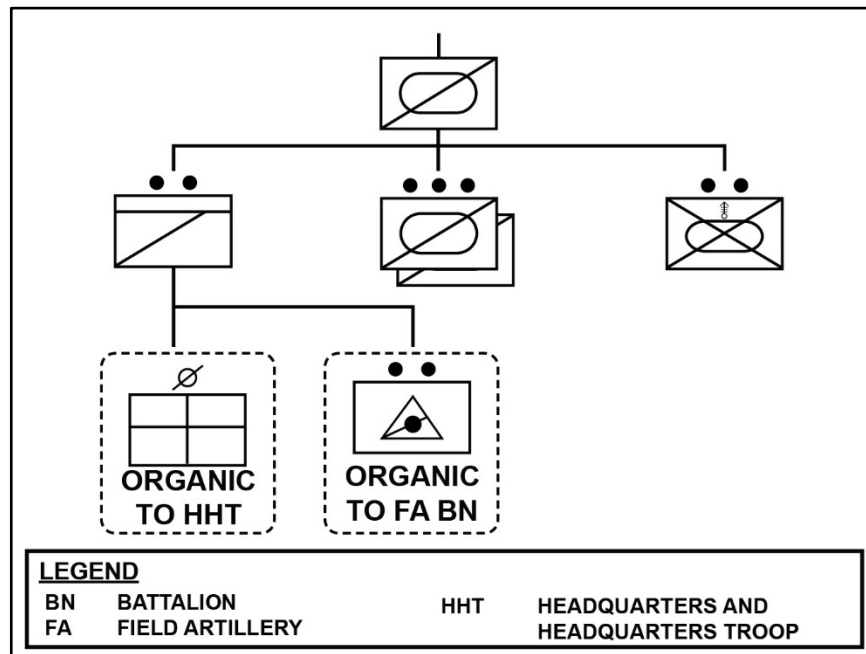 ORGANIC
TO HHT
ORGANIC
TO FA BN
LEGEND
BN BATTALION
FA FIELD ARTILLERY
HHT HEADQUARTERS AND
HEADQUARTERS TROOP